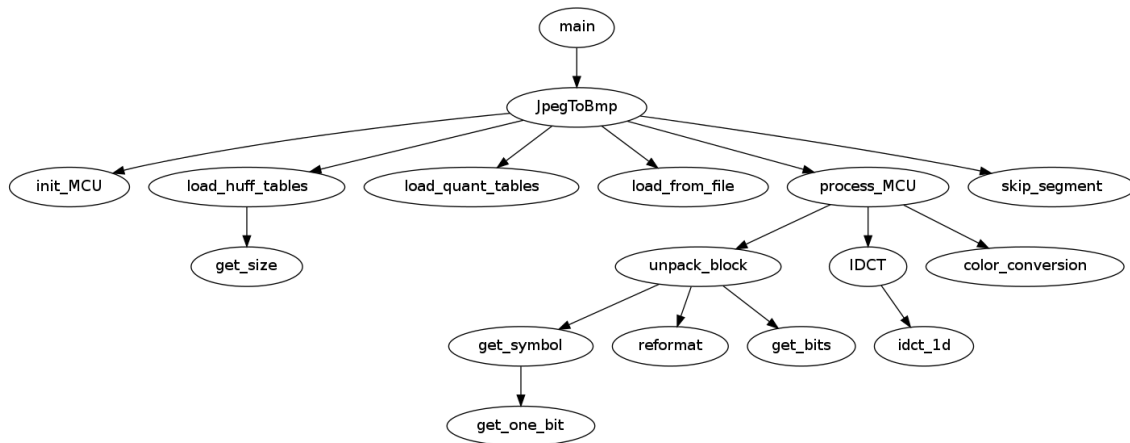 main
JpegToBmp
init_MCU
load_huff_tables
load_quant_tables
load_from_file
process_MCU
skip_segment
get_size
unpack_block
IDCT
color_conversion
get_symbol
reformat
get_bits
idct_1d
get_one_bit